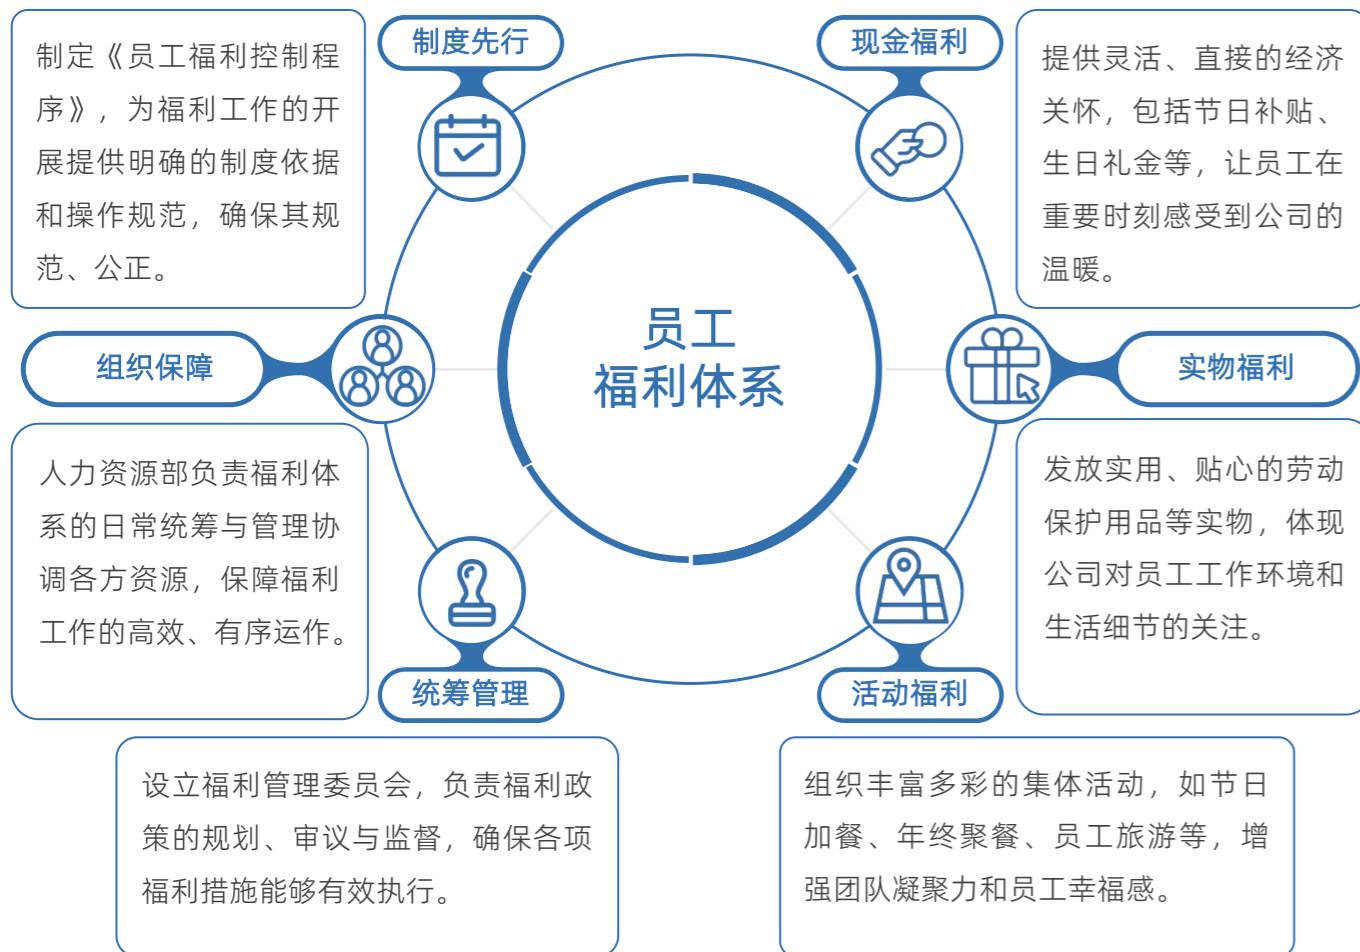 制度先行
制定《员工福利控制程
序》，为福利工作的开
展提供明确的制度依据
和操作规范，确保其规
范、公正。
现金福利
提供灵活、直接的经济
关怀，包括节日补贴、
生日礼金等，让员工在
重要时刻感受到公司的
温暖。
员工
福利体系
组织保障
人力资源部负责福利体
系的日常统筹与管理协
调各方资源，保障福利
工作的高效、有序运作。
实物福利
发放实用、贴心的劳动
保护用品等实物，体现
公司对员工工作环境和
生活细节的关注。
统筹管理
设立福利管理委员会，负责福利政
策的规划、审议与监督，确保各项
福利措施能够有效执行。
活动福利
组织丰富多彩的集体活动，如节日
加餐、年终聚餐、员工旅游等，增
强团队凝聚力和员工幸福感。